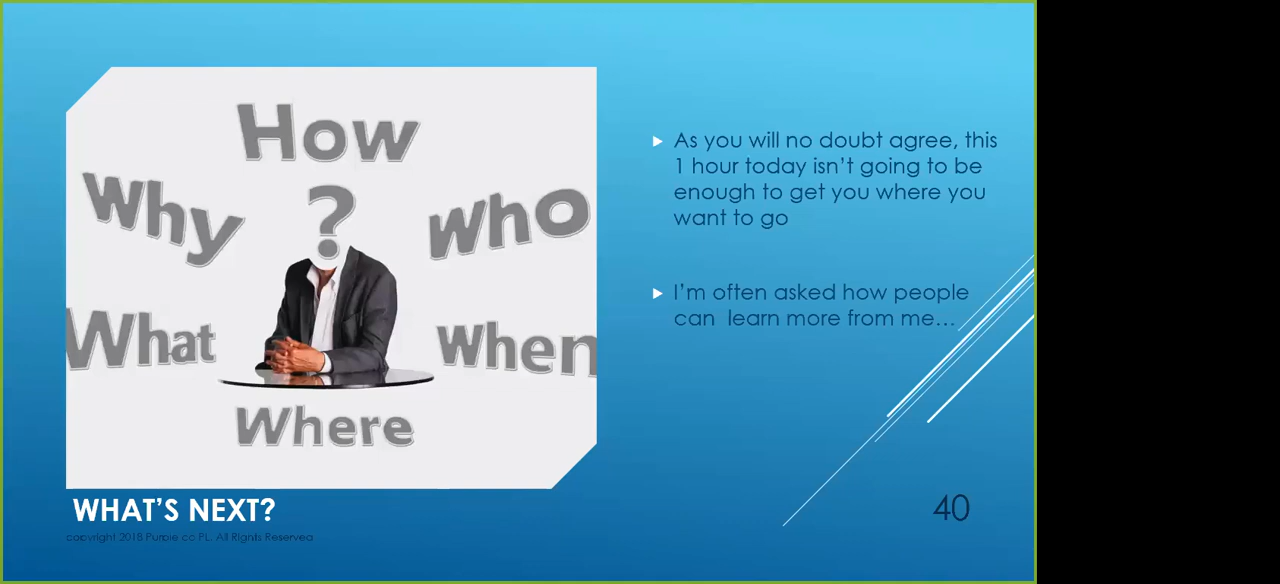 How
?
Why
who
What
When
Where
As you will no doubt agree, this
1 hour today isn't going to be
enough to get you where you
want to go
I'm often asked how people
can learn more from me...
WHAT'S NEXT?
copyright 2018 Purple co PL. All Rights Reserved
40